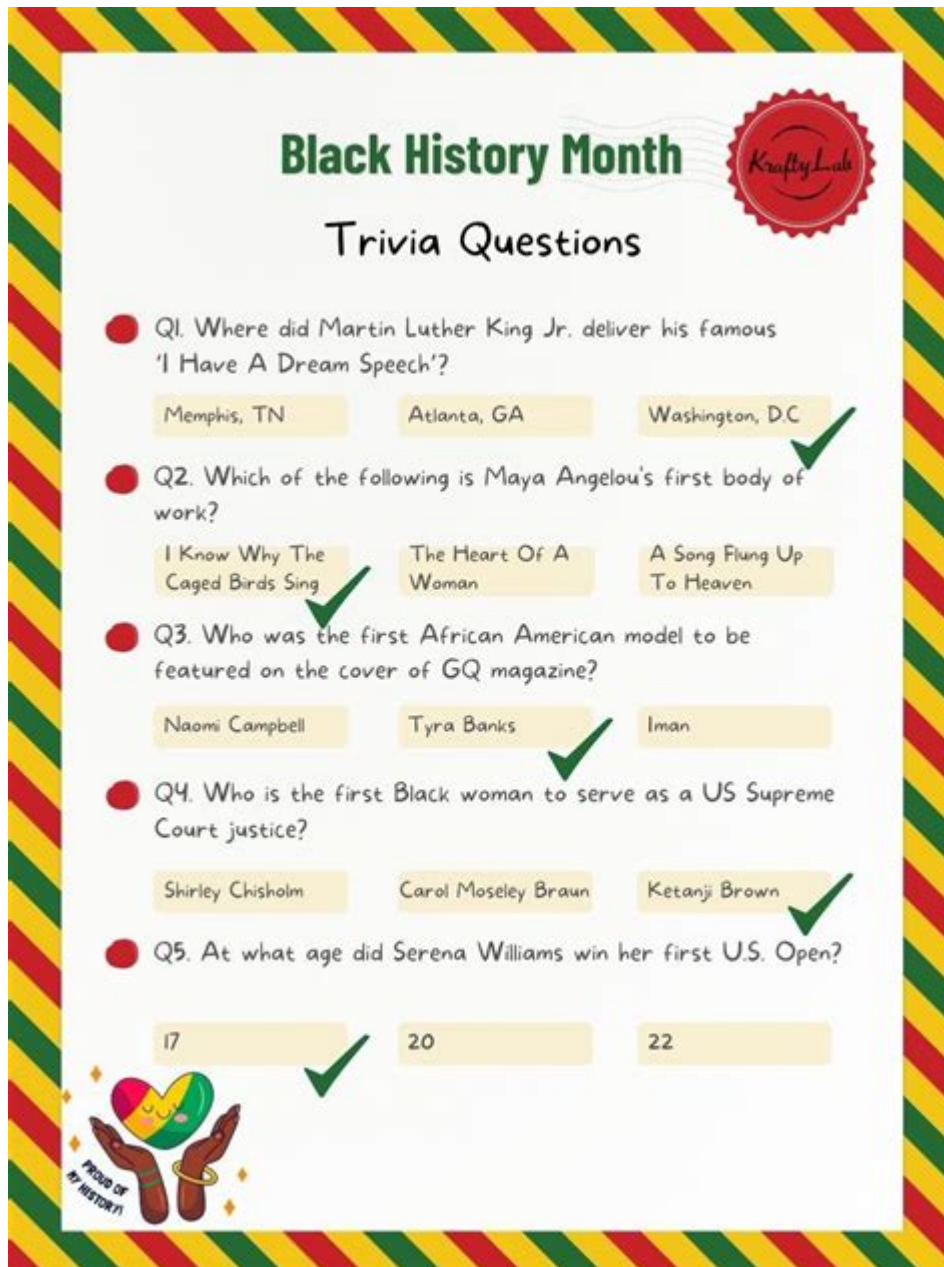 Black History Month
KraftyLab
Trivia Questions
Q1. Where did Martin Luther King Jr. deliver his famous
'I Have A Dream Speech'?
Memphis, TN
Atlanta, GA
Washington, D.C
Q2. Which of the following is Maya Angelou's first body of
work?
I Know Why The
Caged Birds Sing
The Heart Of A
Woman
A Song Flung Up
To Heaven
Q3. Who was the first African American model to be
featured on the cover of GQ magazine?
Naomi Campbell
Tyra Banks
Iman
Q4. Who is the first Black woman to serve as a US Supreme
Court justice?
Shirley Chisholm
Carol Moseley Braun
Ketanji Brown
Q5. At what age did Serena Williams win her first U.S. Open?
17
20
22
PROUD OF
MY HISTORY!